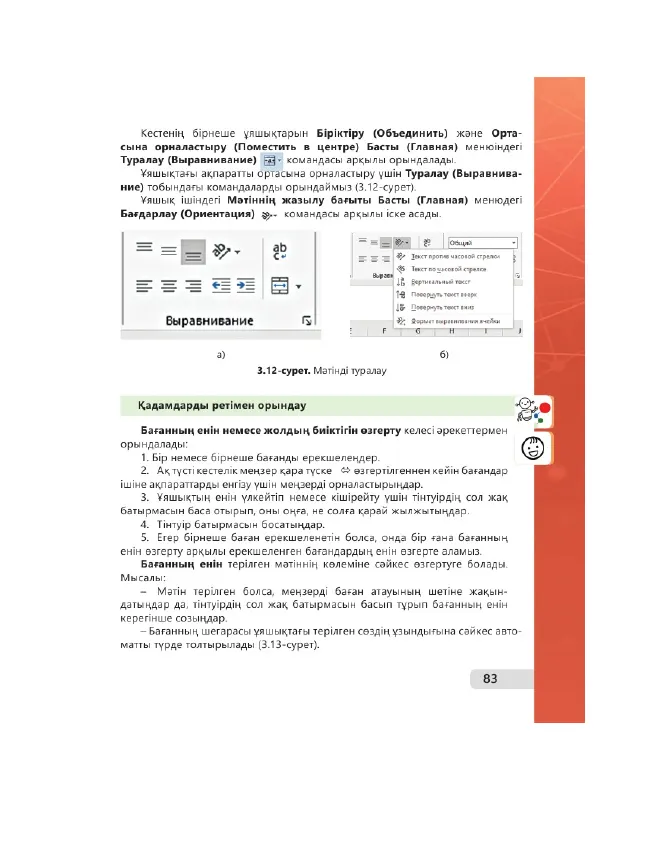 Кестенің бірнеше ұяшықтарын Біріктіру (Объединить) және Орта-
сына орналастыру (Поместить в центре) Басты (Главная) менюіндегі
Туралау (Выравнивание) командасы арқылы орындалады.
Ұяшықтағы ақпаратты ортасына орналастыру үшін Туралау (Выравнива-
ние) тобындағы командаларды орындаймыз (3.12-сурет).
Ұяшық ішіндегі Мәтіннің жазылу бағыты Басты (Главная) менюдегі
Бағдарлау (Ориентация) командасы арқылы іске асады.
ab
Выравнивание
Общий
Текст против часовой стрелки
Текст по часовой стрелке
Вертикальный текст
Повернуть текст вверх
Повернуть текст вниз
Формат выравнивания ячейки
E F G H I J
а) б)
3.12-сурет. Мәтінді туралау
Қадамдарды ретімен орындау
Бағанның енін немесе жолдың биіктігін өзгерту келесі әрекеттермен
орындалады:
1. Бір немесе бірнеше бағанды ерекшелеңдер.
2. Ақ түсті кестелік меңзер қара түске ⇔ өзгертілгеннен кейін бағандар
ішіне ақпараттарды енгізу үшін меңзерді орналастырыңдар.
3. Ұяшықтың енін үлкейтіп немесе кішірейту үшін тінтуірдің сол жақ
батырмасын баса отырып, оны оңға, не солға қарай жылжытыңдар.
4. Тінтуір батырмасын босатыңдар.
5. Егер бірнеше баған ерекшеленетін болса, онда бір ғана бағанның
енін өзгерту арқылы ерекшеленген бағандардың енін өзгерте аламыз.
Бағанның енін терілген мәтіннің көлеміне сәйкес өзгертуге болады.
Мысалы:
– Мәтін терілген болса, меңзерді баған атауының шетіне жақын-
датыңдар да, тінтуірдің сол жақ батырмасын басып тұрып бағанның енін
керегінше созыңдар.
– Бағанның шегарасы ұяшықтағы терілген сөздің ұзындығына сәйкес авто-
матты түрде толтырылады (3.13-сурет).
83